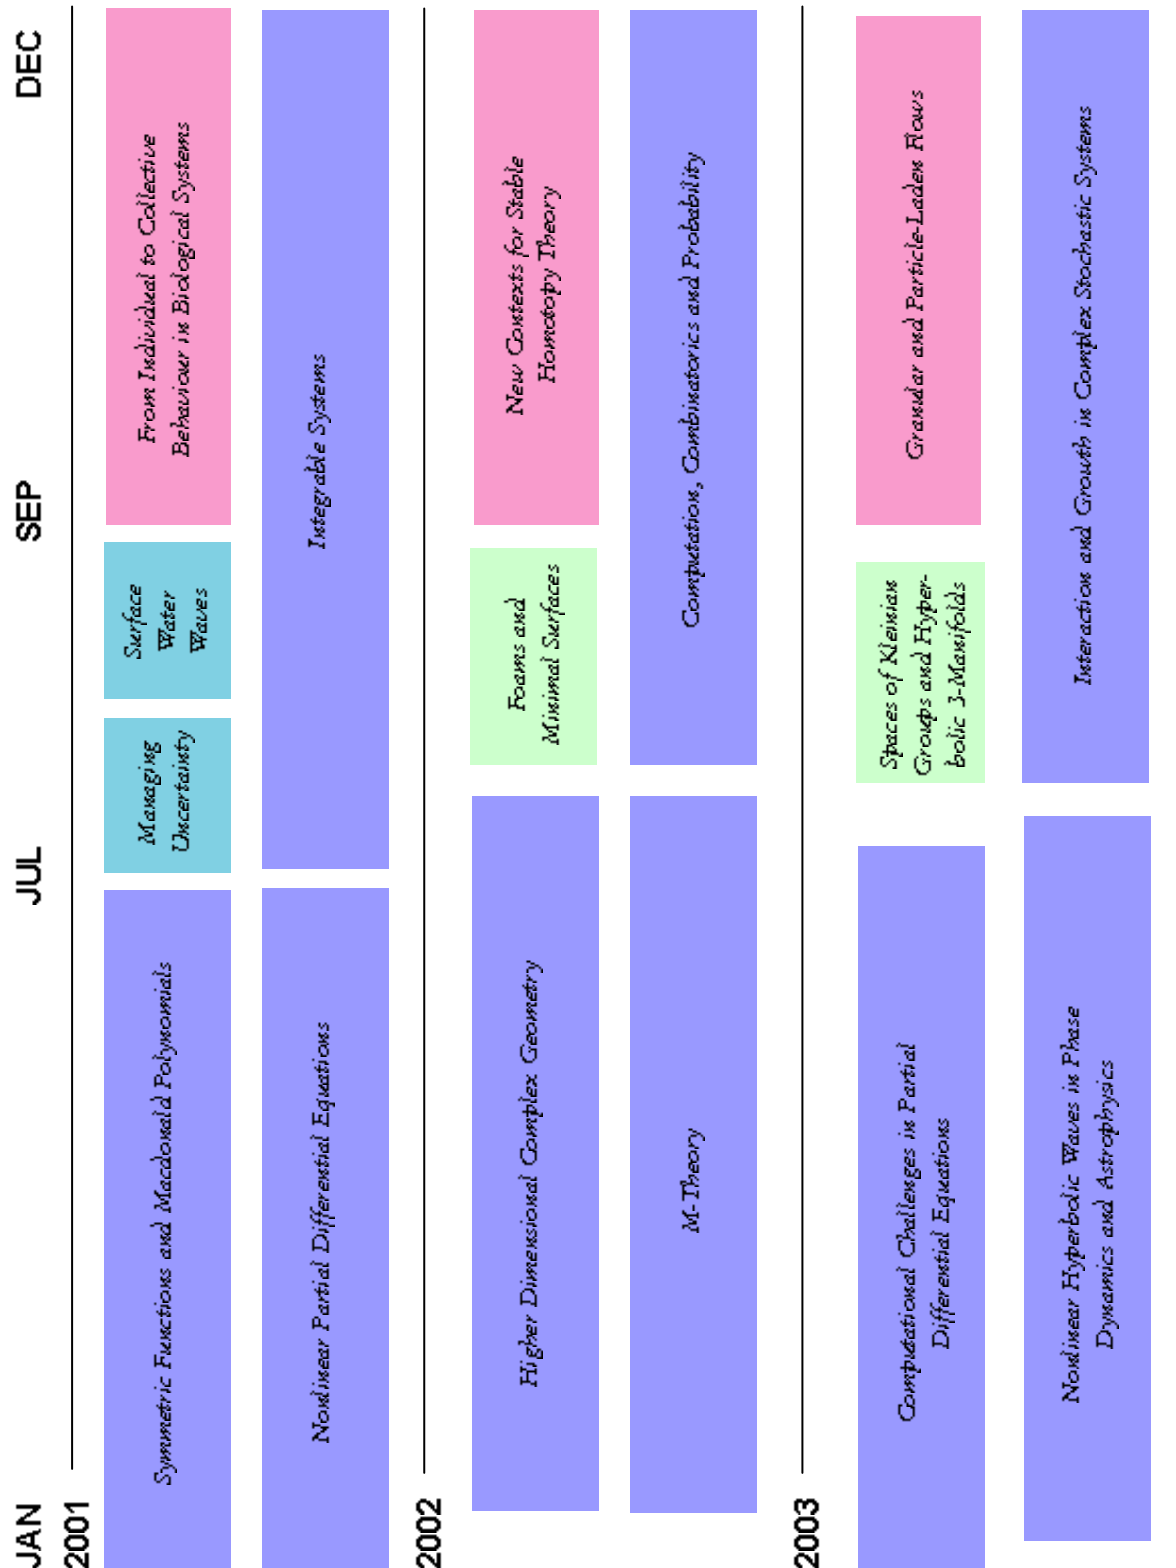 JAN JUL SEP DEC
2001
Symmetric Functions and Macdonald Polynomials
Managing
Uncertainty
Surface
Water
Waves
From Individual to Collective
Behaviour in Biological Systems
Nonlinear Partial Differential Equations
Integrable Systems
2002
Higher Dimensional Complex Geometry
Foams and
Minimal Surfaces
New Contexts for Stable
Homotopy Theory
M-Theory
Computation, Combinatorics and Probability
2003
Computational Challenges in Partial
Differential Equations
Spaces of Kleinian
Groups and Hyper-
bolic 3-Manifolds
Granular and Particle-Laden Flows
Nonlinear Hyperbolic Waves in Phase
Dynamics and Astrophysics
Interaction and Growth in Complex Stochastic Systems